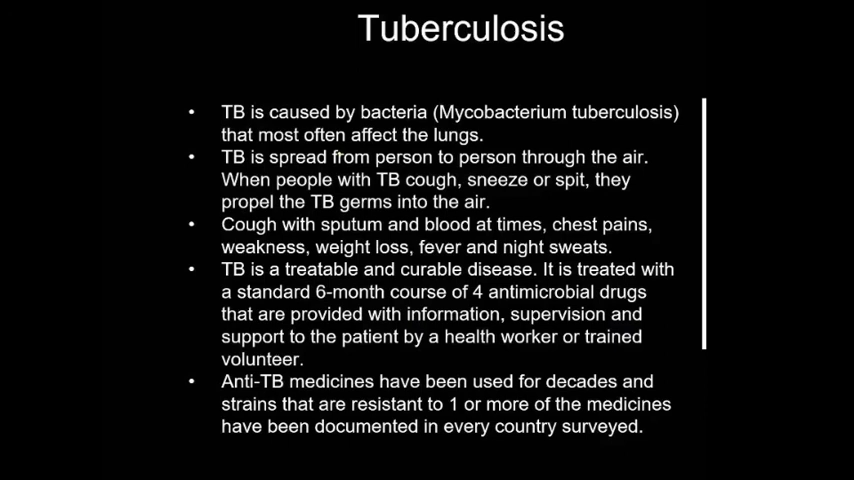 Tuberculosis
• TB is caused by bacteria (Mycobacterium tuberculosis)
that most often affect the lungs.
• TB is spread from person to person through the air.
When people with TB cough, sneeze or spit, they
propel the TB germs into the air.
• Cough with sputum and blood at times, chest pains,
weakness, weight loss, fever and night sweats.
• TB is a treatable and curable disease. It is treated with
a standard 6-month course of 4 antimicrobial drugs
that are provided with information, supervision and
support to the patient by a health worker or trained
volunteer.
• Anti-TB medicines have been used for decades and
strains that are resistant to 1 or more of the medicines
have been documented in every country surveyed.